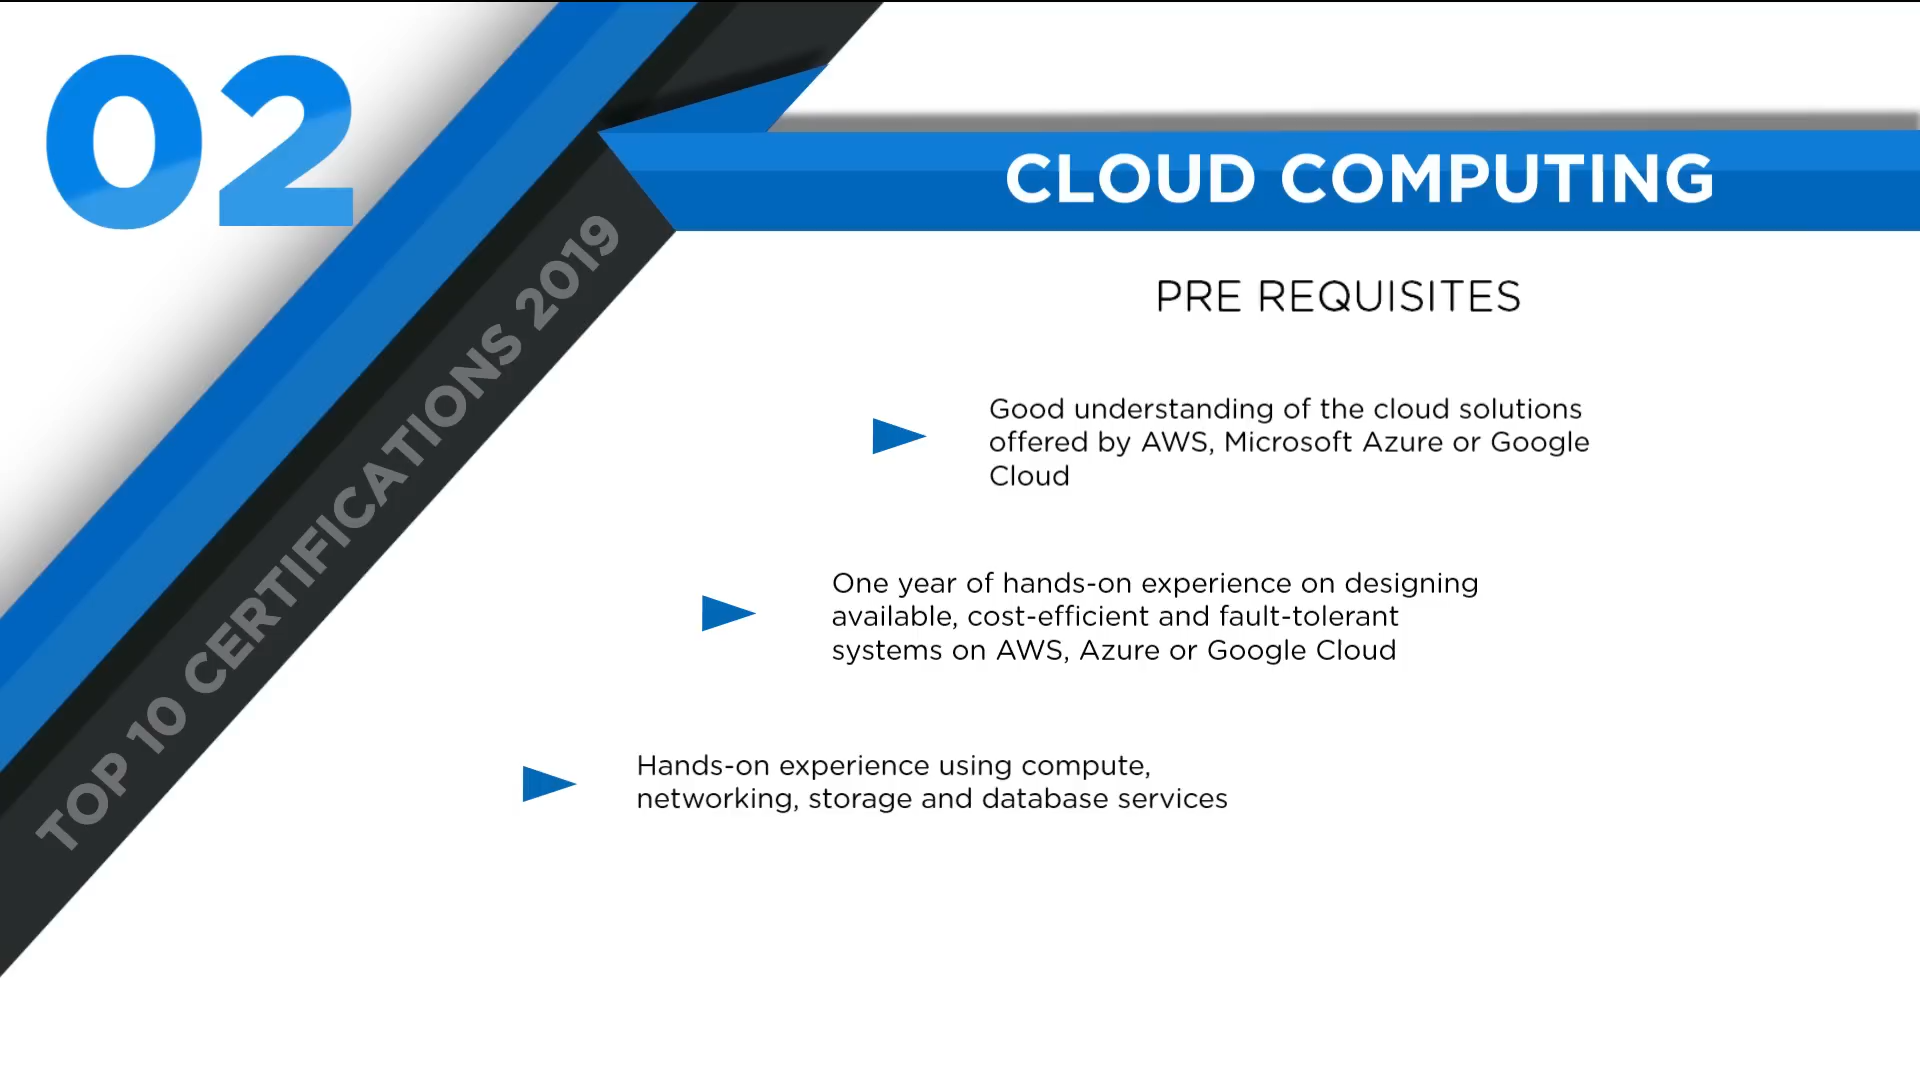 02
TOP 10 CERTIFICATIONS 2019
CLOUD COMPUTING
PRE REQUISITES
Good understanding of the cloud solutions
offered by AWS, Microsoft Azure or Google
Cloud
One year of hands-on experience on designing
available, cost-efficient and fault-tolerant
systems on AWS, Azure or Google Cloud
Hands-on experience using compute,
networking, storage and database services